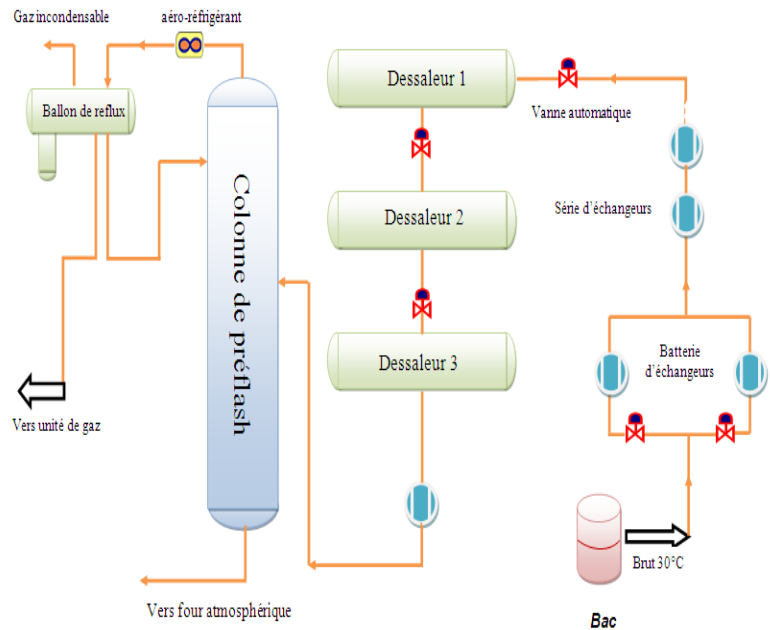 Gaz incondensable
aéro-réfrigérant
Ballon de reflux
Dessaleur 1
Vanne automatique
Série d'échangeurs
Colonne de préflash
Dessaleur 2
Dessaleur 3
Batterie
d'échangeurs
Vers unité de gaz
Brut 30°C
Vers four atmosphérique
Bac